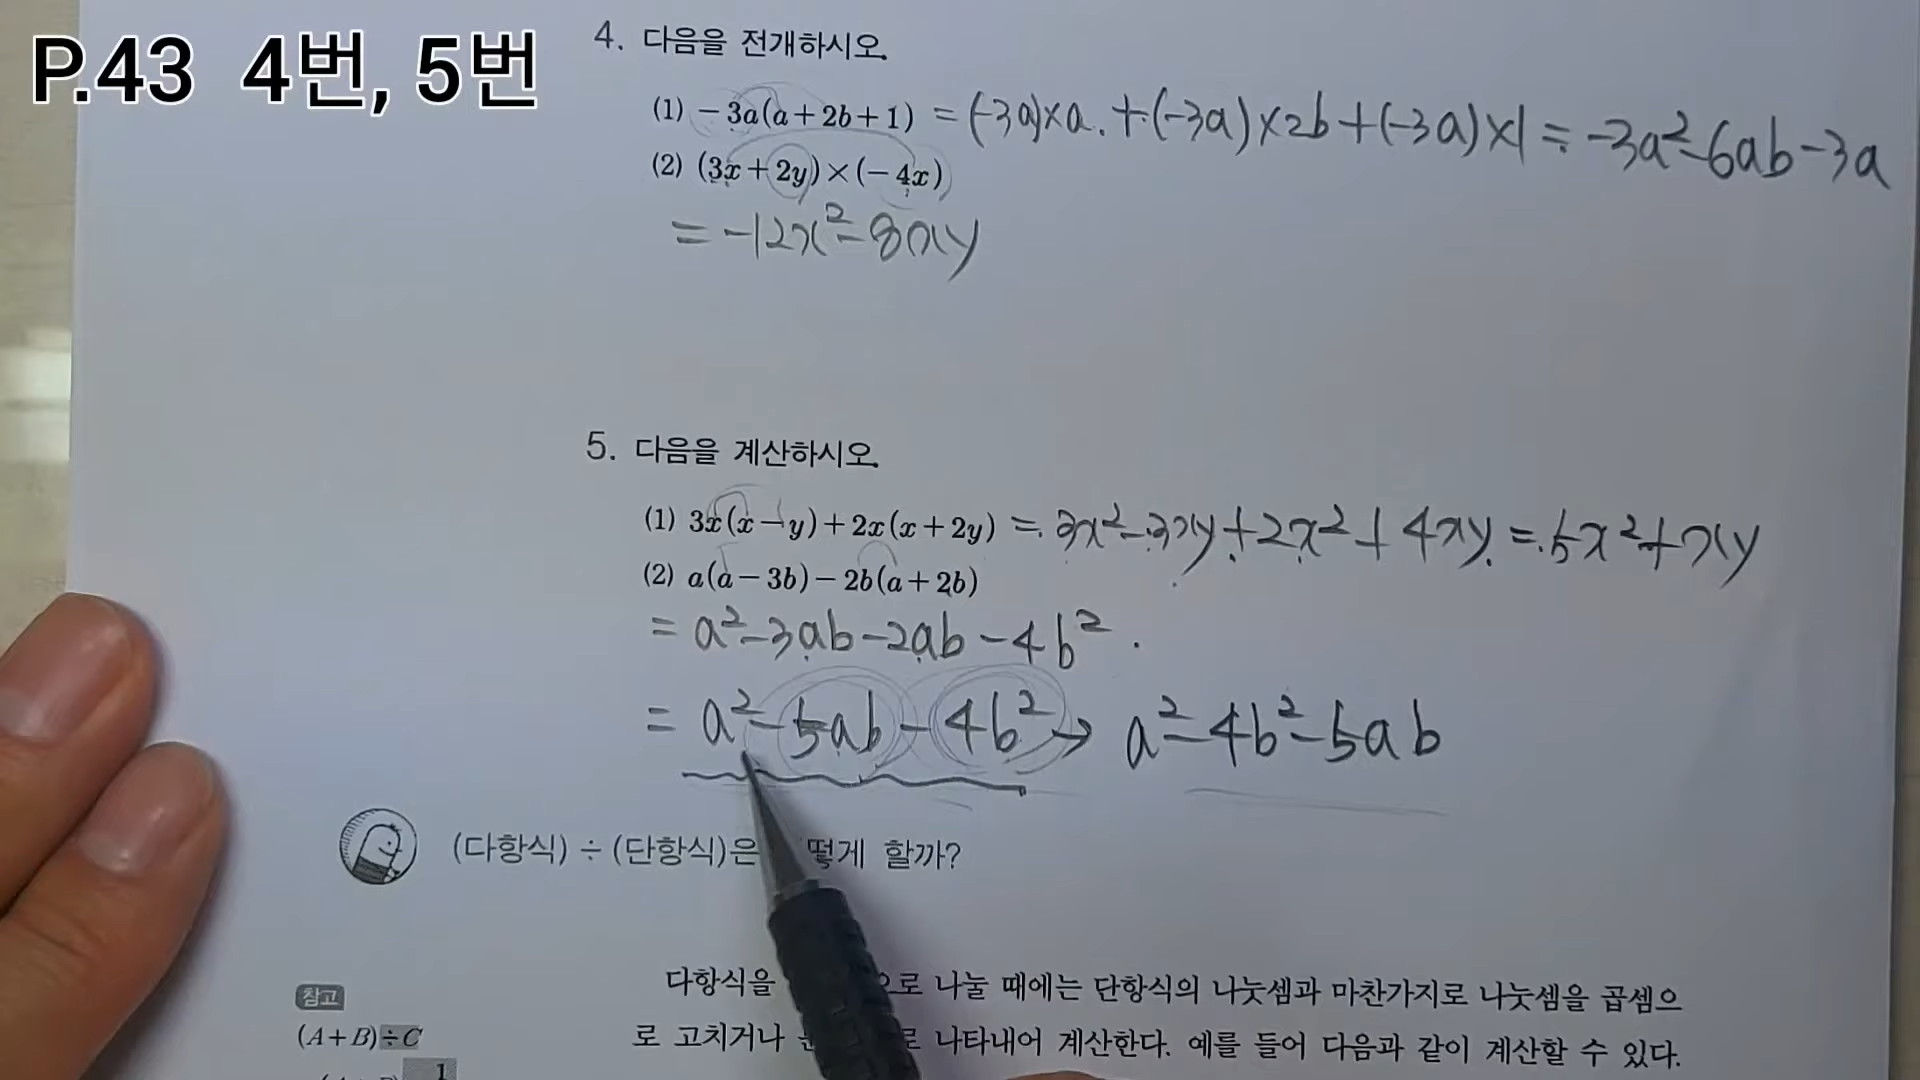 P.43 4번, 5번
4. 다음을 전개하시오.
(1) −3a(a+2b+1) = (-3a)×a + (-3a)×2b + (-3a)×1 = -3a²-6ab-3a
(2) (3x+2y)×(−4x)
= -12x²-8xy
5. 다음을 계산하시오.
(1) 3x(x−y)+2x(x+2y) = 3x²-3xy+2x²+4xy = 5x²+xy
(2) a(a−3b)−2b(a+2b)
= a²-3ab-2ab-4b²
= a²-5ab-4b² → a²-4b²-5ab
(다항식)÷(단항식)은 떻게 할까?
다항식을 으로 나눌 때에는 단항식의 나눗셈과 마찬가지로 나눗셈을 곱셈으
로 고치거나 로 나타내어 계산한다. 예를 들어 다음과 같이 계산할 수 있다.
참고
(A+B)÷C
1